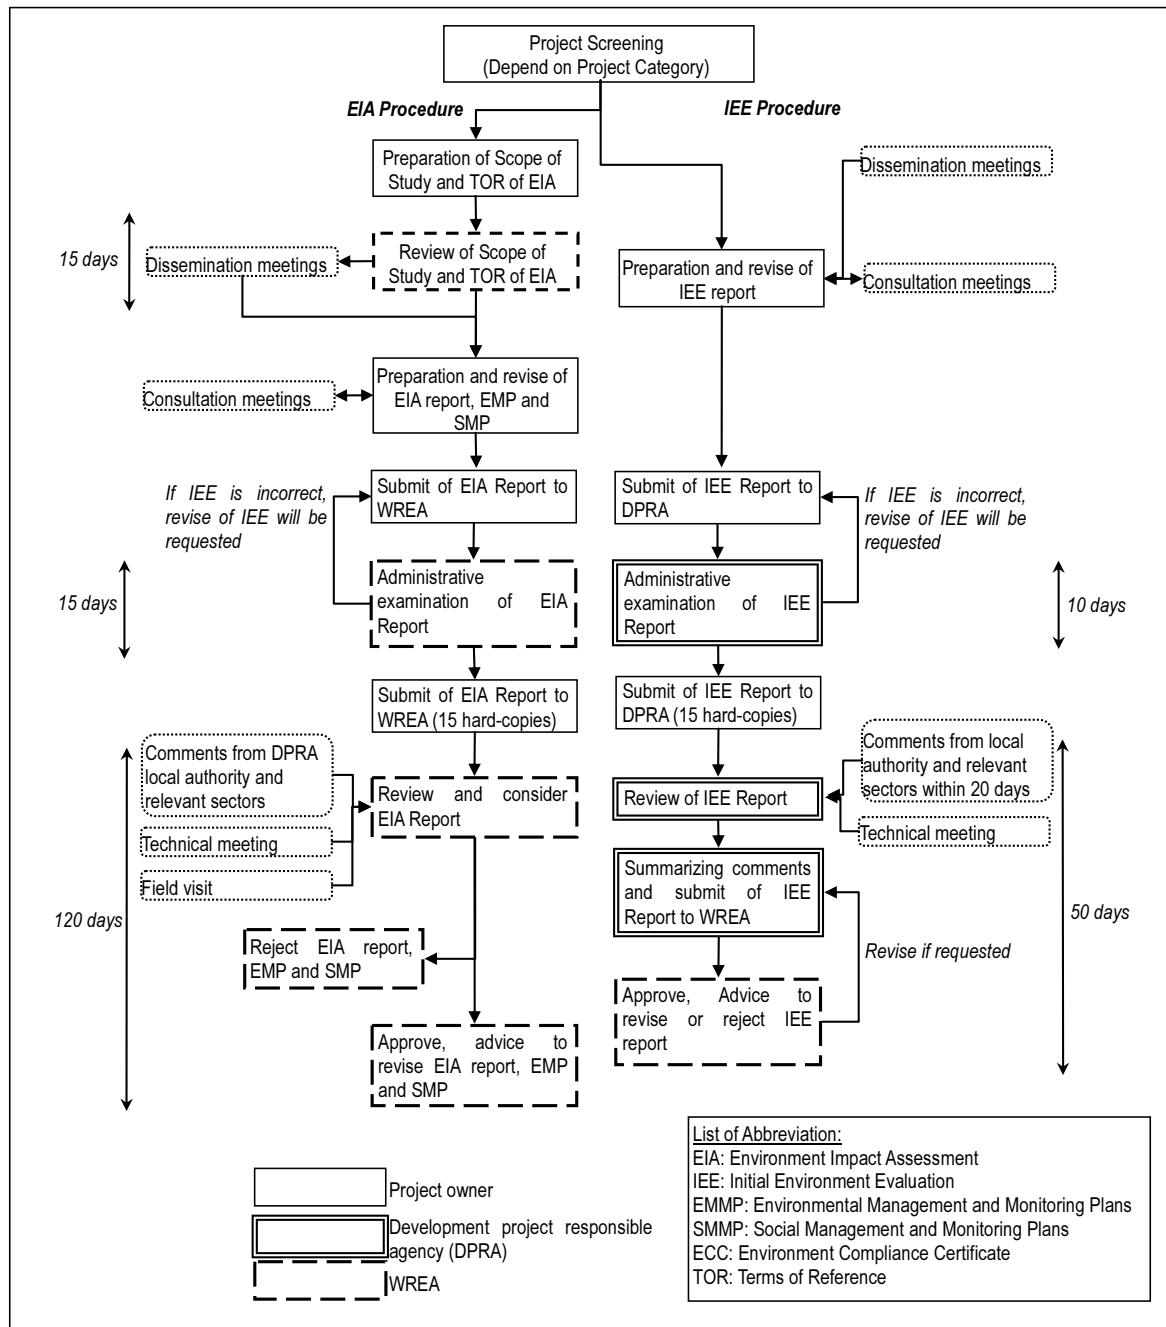 Project Screening
(Depend on Project Category)
EIA Procedure
IEE Procedure
Preparation of Scope of
Study and TOR of EIA
Dissemination meetings
15 days
Dissemination meetings
Review of Scope of
Study and TOR of EIA
Preparation and revise of
IEE report
Consultation meetings
Consultation meetings
Preparation and revise of
EIA report, EMP and
SMP
If IEE is incorrect,
revise of IEE will be
requested
Submit of EIA Report to
WREA
Submit of IEE Report to
DPRA
If IEE is incorrect,
revise of IEE will be
requested
15 days
Administrative
examination of EIA
Report
Administrative
examination of IEE
Report
10 days
Submit of EIA Report to
WREA (15 hard-copies)
Submit of IEE Report to
DPRA (15 hard-copies)
120 days
Comments from DPRA
local authority and
relevant sectors
Technical meeting
Field visit
Review and consider
EIA Report
Review of IEE Report
Comments from local
authority and relevant
sectors within 20 days
Technical meeting
50 days
Summarizing comments
and submit of IEE
Report to WREA
Reject EIA report,
EMP and SMP
Revise if requested
Approve, Advice to
revise or reject IEE
report
Approve, advice to
revise EIA report, EMP
and SMP
Project owner
Development project responsible
agency (DPRA)
WREA
List of Abbreviation:
EIA: Environment Impact Assessment
IEE: Initial Environment Evaluation
EMMP: Environmental Management and Monitoring Plans
SMMP: Social Management and Monitoring Plans
ECC: Environment Compliance Certificate
TOR: Terms of Reference